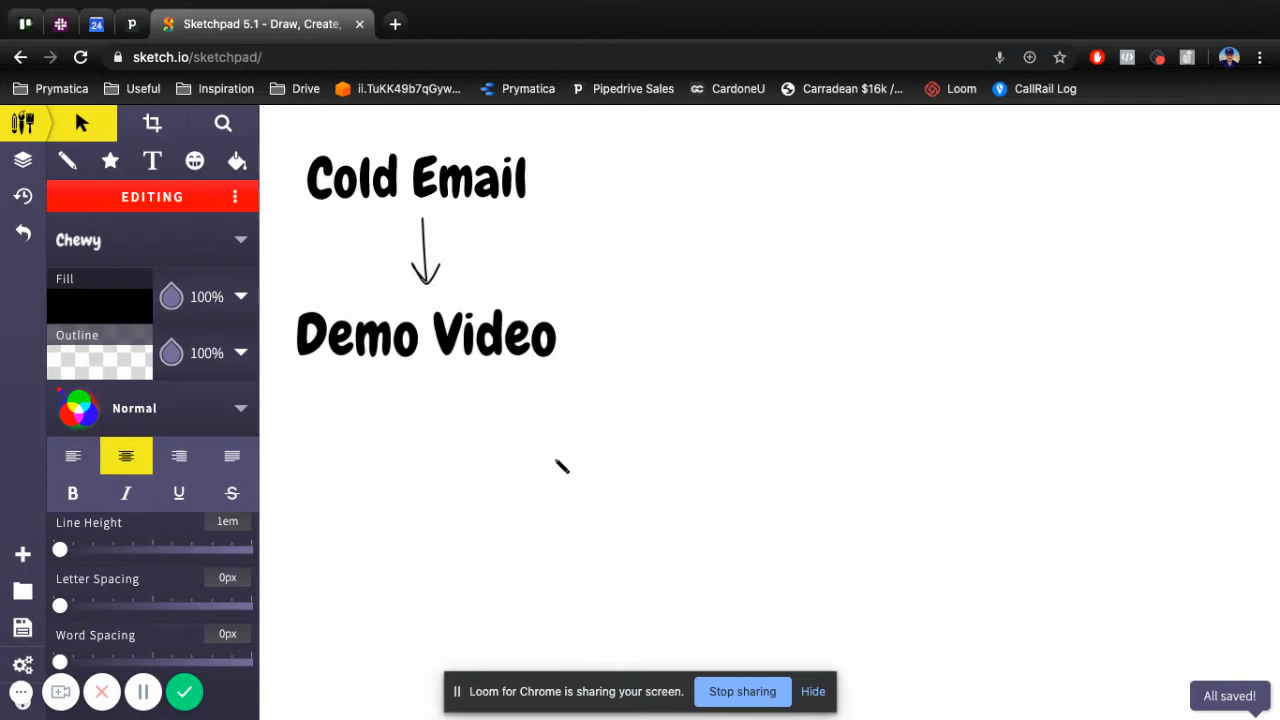 24
Sketchpad 5.1 - Draw, Create,
sketch.io/sketchpad/
Prymatica
Useful
Inspiration
Drive
ii.TuKK49b7qGyw...
Prymatica
Pipedrive Sales
CardoneU
Carradean $16k /...
Loom
CallRail Log
EDITING
Chewy
Fill
100%
Outline
100%
Normal
B I U S
Line Height 1em
Letter Spacing 0px
Word Spacing 0px
Cold Email
Demo Video
Loom for Chrome is sharing your screen. Stop sharing Hide
All saved!